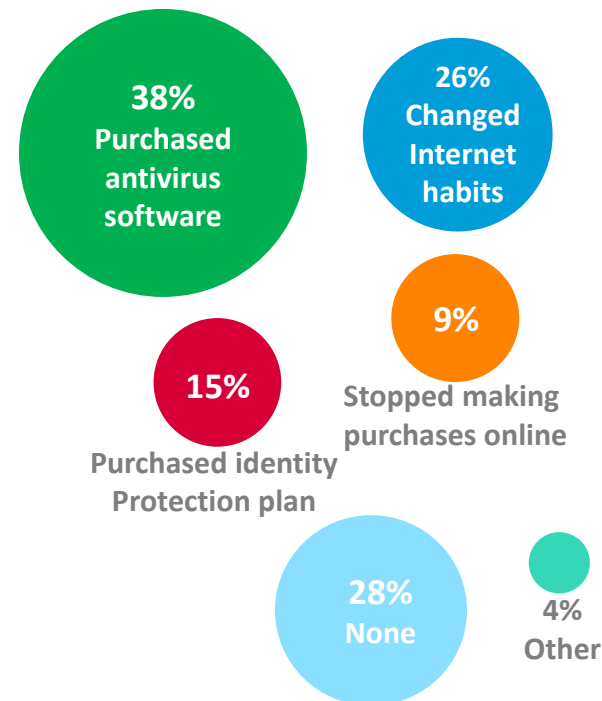 38%
Purchased
antivirus
software
26%
Changed
Internet
habits
9%
Stopped making
purchases online
15%
Purchased identity
Protection plan
28%
None
4%
Other